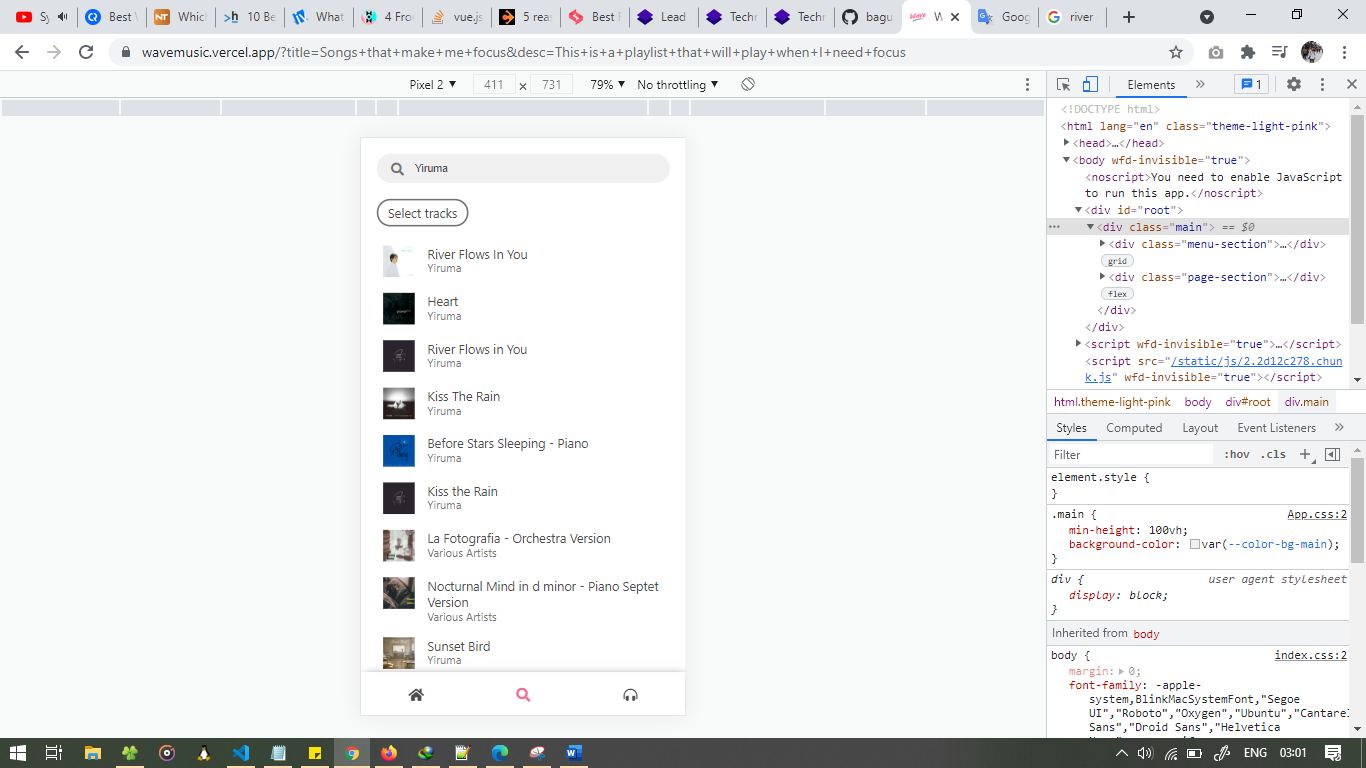 Sy
Best V
Which
10 Be
What
4 Fron
vue.js
5 reas
Best F
Lead
Techn
Techn
bagu
W
Goog
river
wavemusic.vercel.app/?title=Songs+that+make+me+focus&desc=This+is+a+playlist+that+will+play+when+I+need+focus
Pixel 2 ▼ 411 x 731 79% ▼ No throttling ▼
Elements
1
Yiruma
Select tracks
River Flows In You
Yiruma
Heart
Yiruma
River Flows in You
Yiruma
Kiss The Rain
Yiruma
Before Stars Sleeping - Piano
Yiruma
Kiss the Rain
Yiruma
La Fotografia - Orchestra Version
Various Artists
Nocturnal Mind in d minor - Piano Septet
Version
Various Artists
Sunset Bird
Yiruma
<!DOCTYPE html>
<html lang="en" class="theme-light-pink">
<head>…</head>
<body wfd-invisible="true">
<noscript>You need to enable JavaScript
to run this app.</noscript>
<div id="root">
<div class="main"> == $0
<div class="menu-section">…</div>
grid
<div class="page-section">…</div>
flex
</div>
</div>
<script wfd-invisible="true">…</script>
<script src="/static/js/2.2d12c278.chun
k.js" wfd-invisible="true"></script>
html.theme-light-pink body div#root div.main
Styles Computed Layout Event Listeners
Filter :hov .cls
element.style {
}
.main { App.css:2
min-height: 100vh;
background-color: var(--color-bg-main);
}
div { user agent stylesheet
display: block;
}
Inherited from body
body { index.css:2
margin: 0;
font-family: -apple-
system,BlinkMacSystemFont,"Segoe
UI","Roboto","Oxygen","Ubuntu","Cantarel
Sans","Droid Sans","Helvetica
ENG 03:01